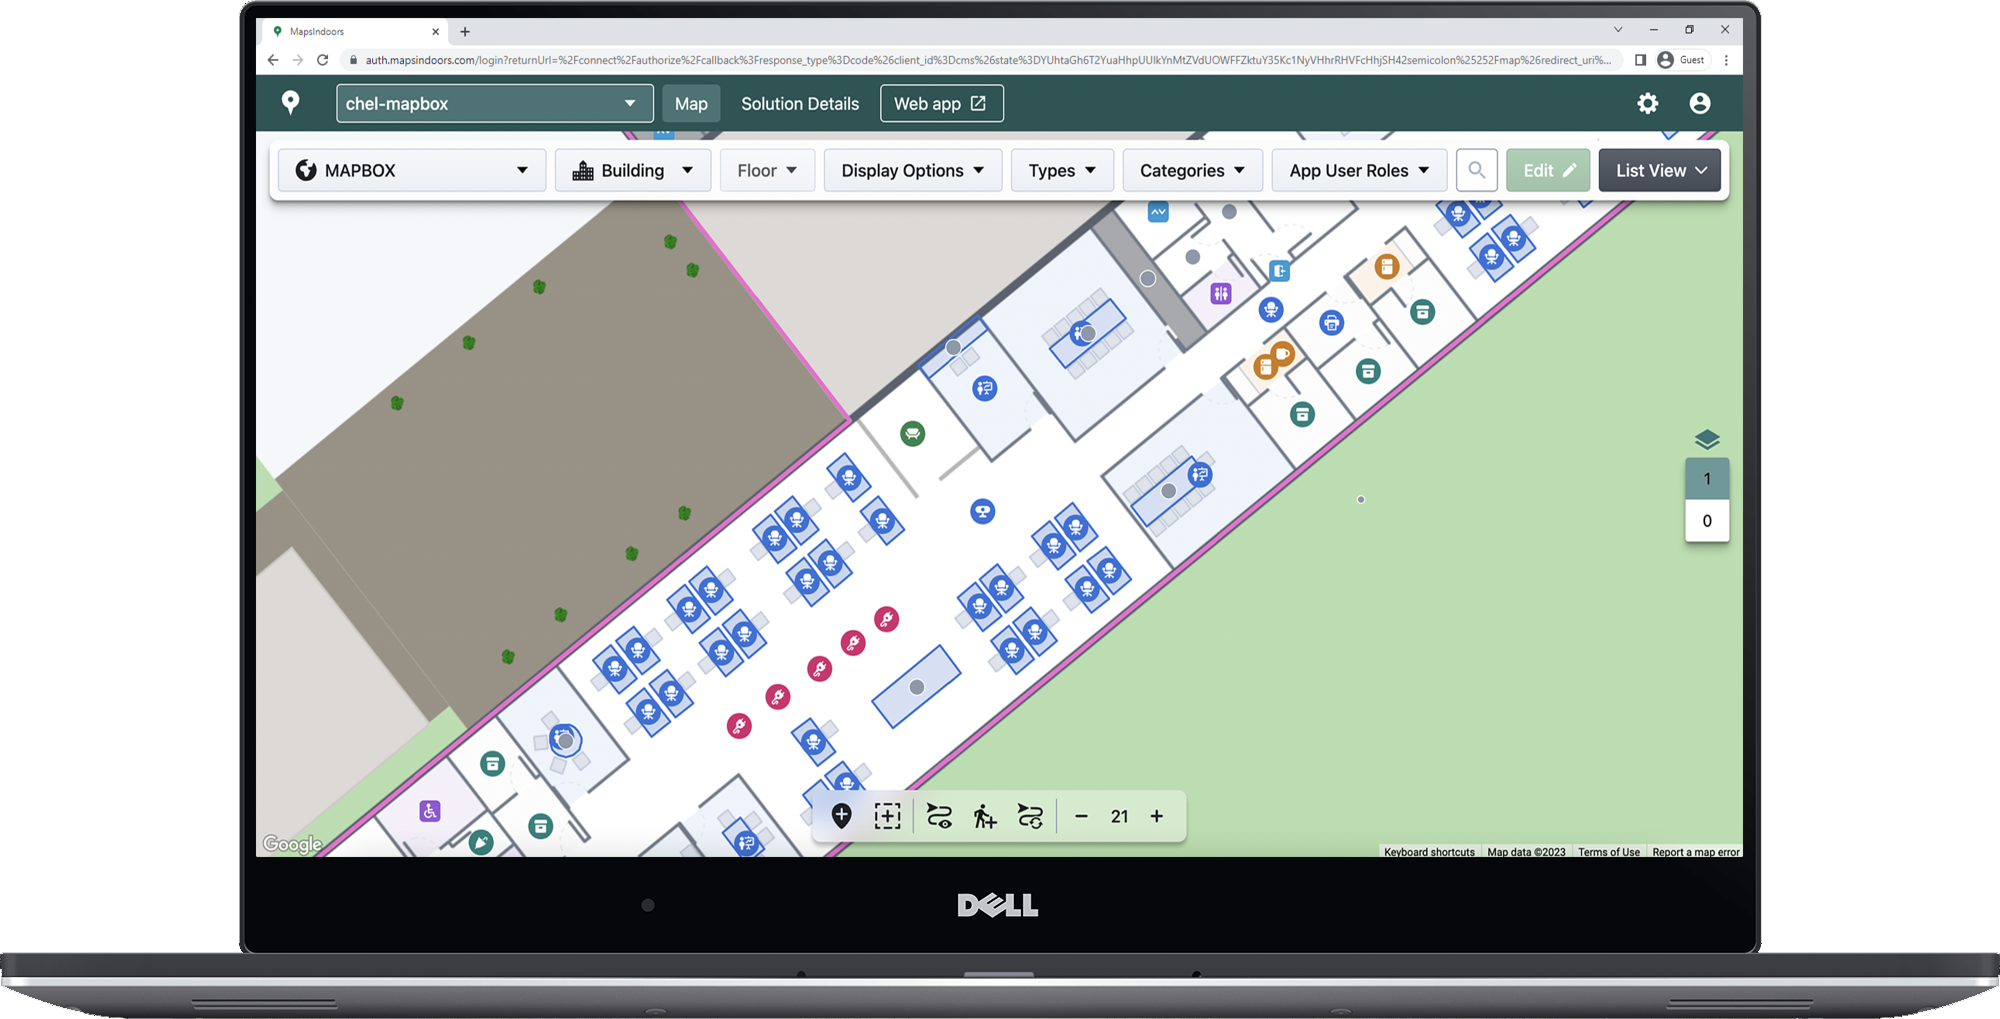 MapsIndoors
auth.mapsindoors.com/login?returnUrl=%2Fconnect%2Fauthorize%2Fcallback%3Fresponse_type%3Dcode%26client_id%3Dcms%26state%3DYUhtaGh6T2YuaHhpUUlkYnMtZVdUOWFFZktuY35Kc1NyVHhrRHVFcHhjSH42semicolon%25252Fmap%26redirect_uri%...
Guest
chel-mapbox
Map
Solution Details
Web app
MAPBOX
Building
Floor
Display Options
Types
Categories
App User Roles
Edit
List View
1
0
− 21 +
Google
Keyboard shortcuts
Map data ©2023
Terms of Use
Report a map error
DELL